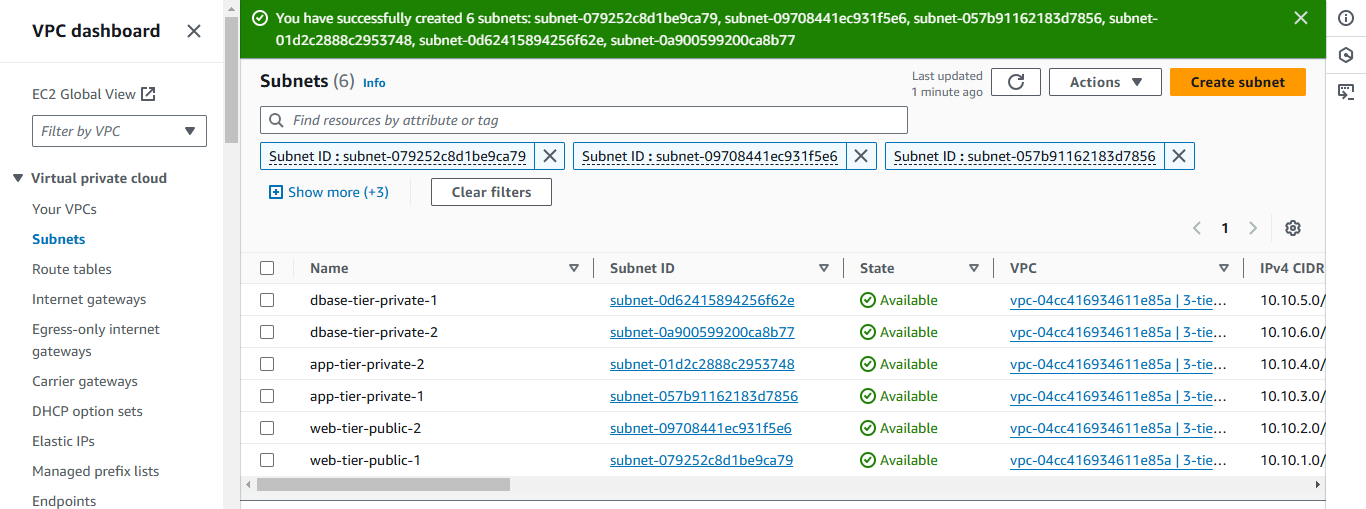 VPC dashboard
EC2 Global View
Filter by VPC
Virtual private cloud
Your VPCs
Subnets
Route tables
Internet gateways
Egress-only internet
gateways
Carrier gateways
DHCP option sets
Elastic IPs
Managed prefix lists
Endpoints
You have successfully created 6 subnets: subnet-079252c8d1be9ca79, subnet-09708441ec931f5e6, subnet-057b91162183d7856, subnet-
01d2c2888c2953748, subnet-0d62415894256f62e, subnet-0a900599200ca8b77
Subnets (6) Info
Last updated
1 minute ago
Actions
Create subnet
Find resources by attribute or tag
Subnet ID : subnet-079252c8d1be9ca79 Subnet ID : subnet-09708441ec931f5e6 Subnet ID : subnet-057b91162183d7856
Show more (+3) Clear filters
1
Name Subnet ID State VPC IPv4 CIDR
dbase-tier-private-1 subnet-0d62415894256f62e Available vpc-04cc416934611e85a | 3-tie... 10.10.5.0/
dbase-tier-private-2 subnet-0a900599200ca8b77 Available vpc-04cc416934611e85a | 3-tie... 10.10.6.0/
app-tier-private-2 subnet-01d2c2888c2953748 Available vpc-04cc416934611e85a | 3-tie... 10.10.4.0/
app-tier-private-1 subnet-057b91162183d7856 Available vpc-04cc416934611e85a | 3-tie... 10.10.3.0/
web-tier-public-2 subnet-09708441ec931f5e6 Available vpc-04cc416934611e85a | 3-tie... 10.10.2.0/
web-tier-public-1 subnet-079252c8d1be9ca79 Available vpc-04cc416934611e85a | 3-tie... 10.10.1.0/